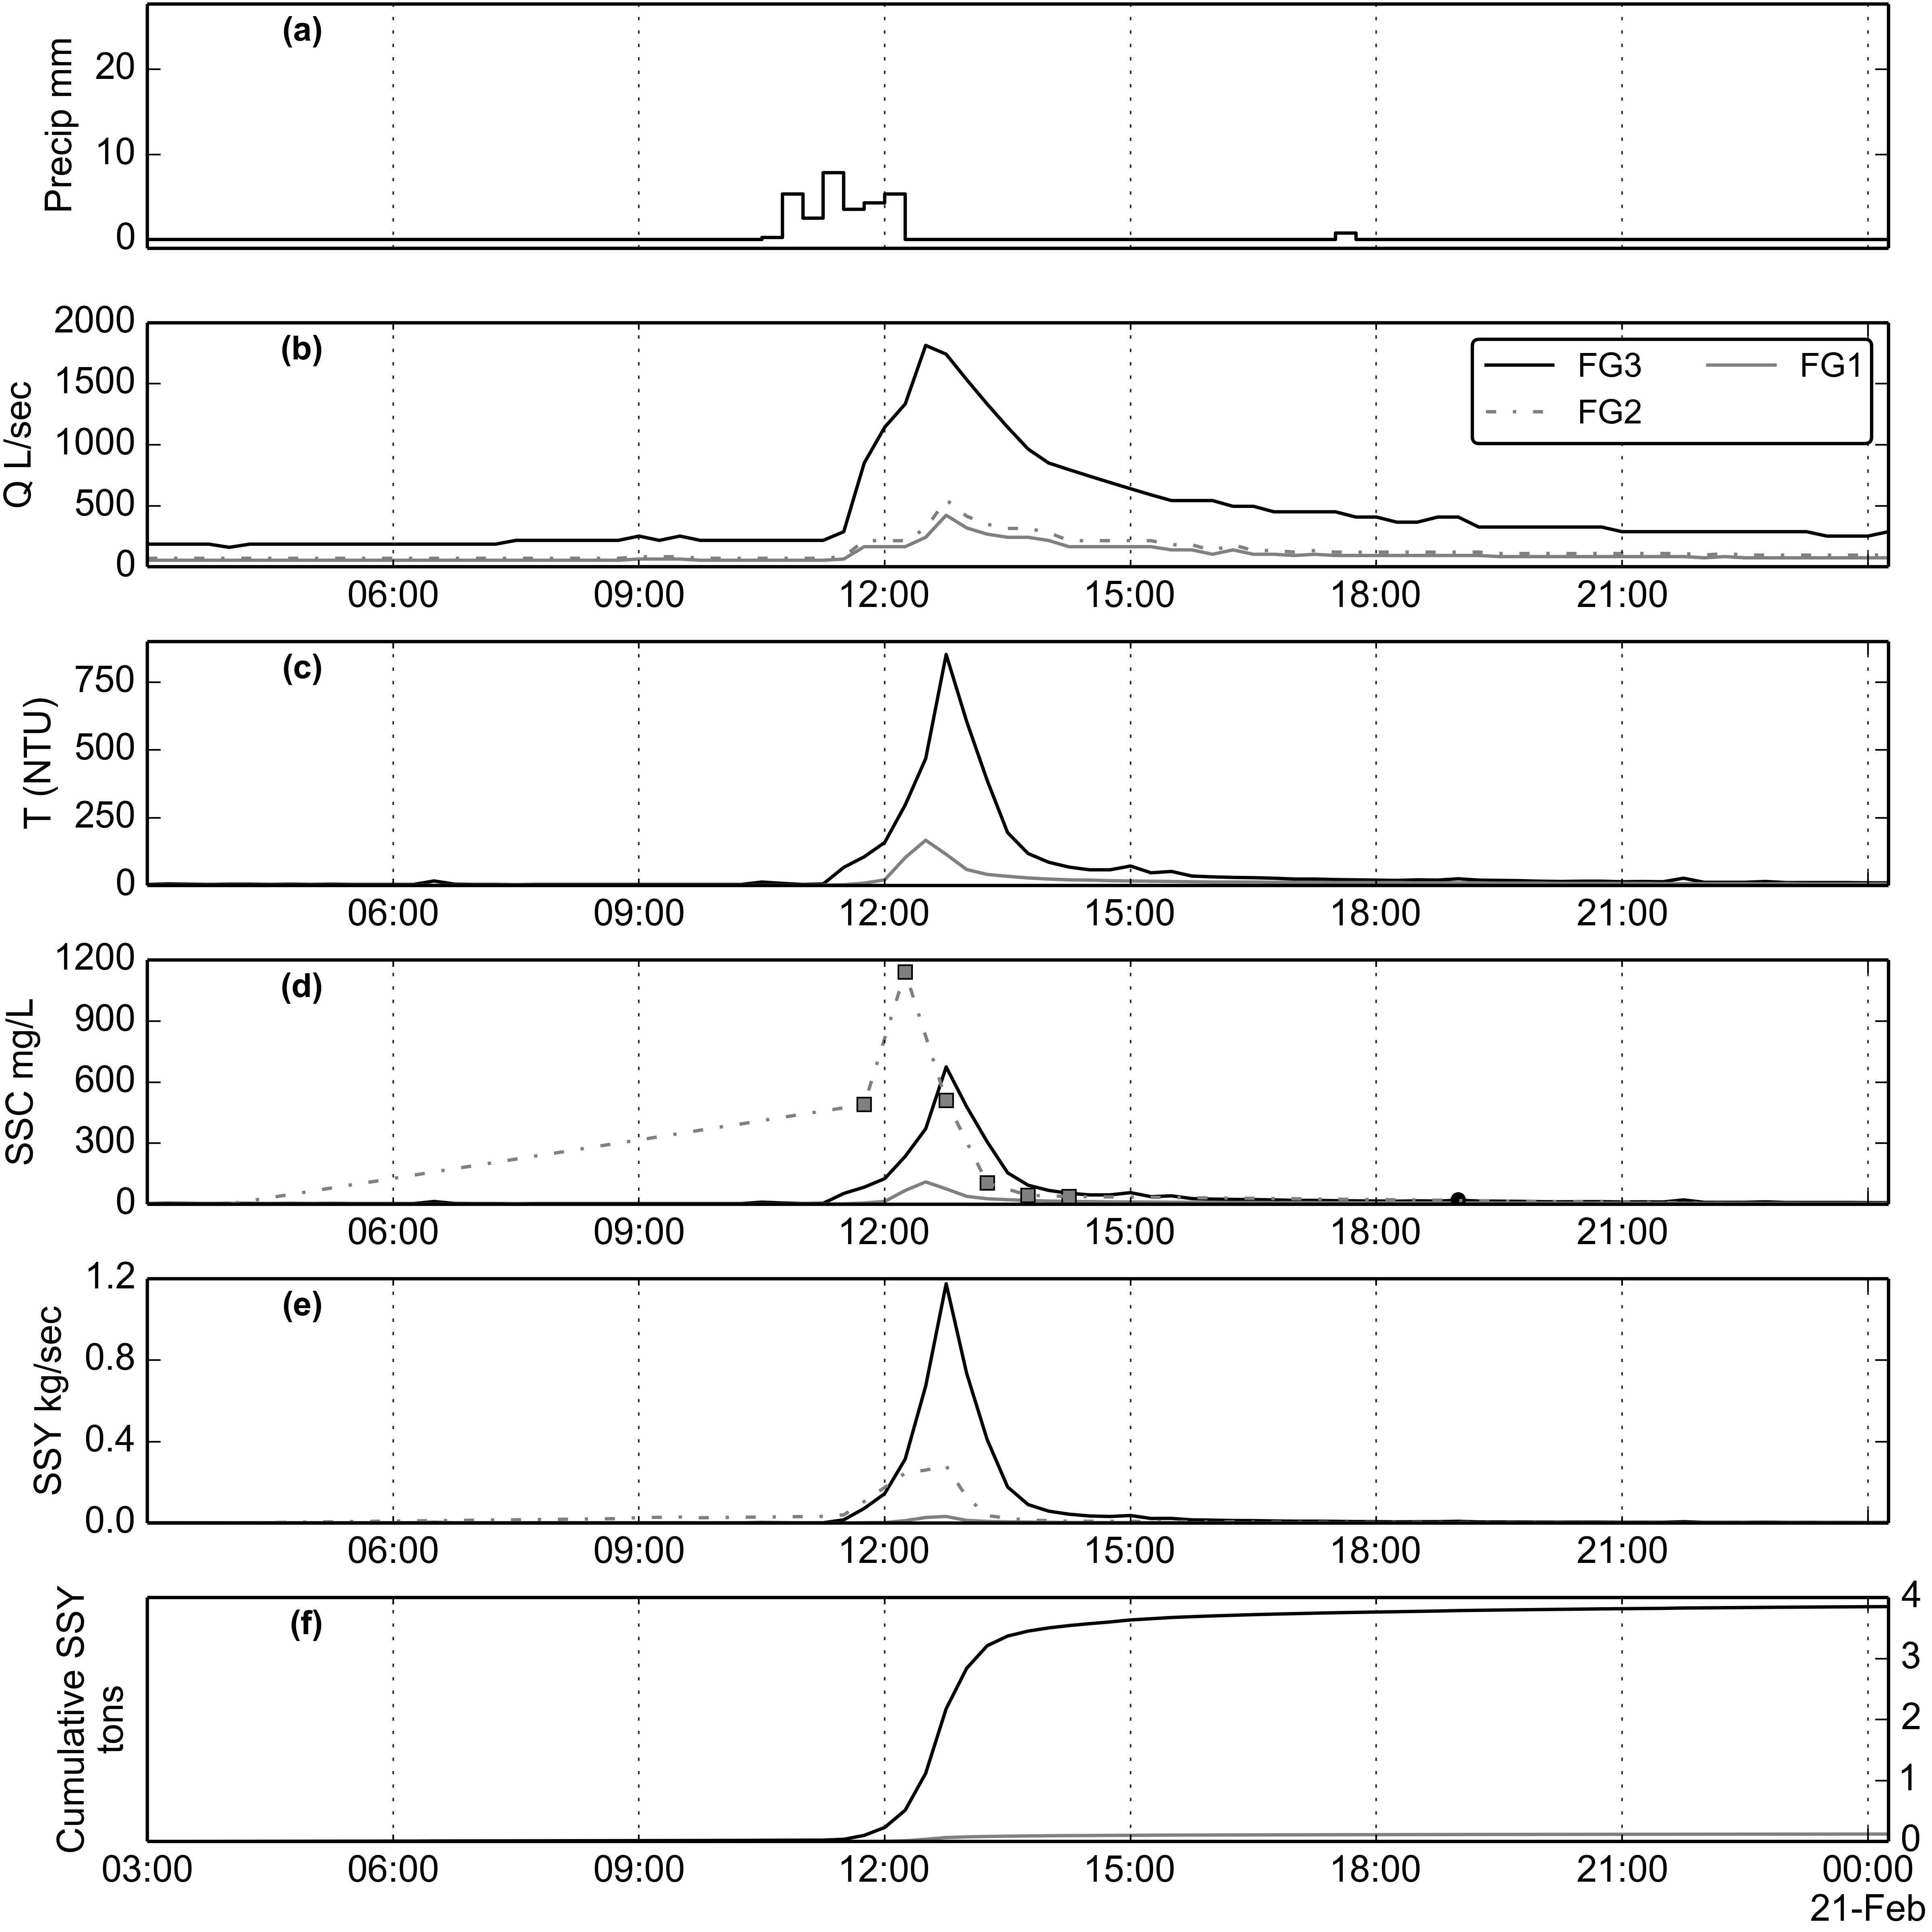 (a)
Precip mm
20
10
0
(b)
Q L/sec
2000
1500
1000
500
0
FG3 FG1
FG2
06:00 09:00 12:00 15:00 18:00 21:00
(c)
T (NTU)
750
500
250
0
06:00 09:00 12:00 15:00 18:00 21:00
(d)
SSC mg/L
1200
900
600
300
0
06:00 09:00 12:00 15:00 18:00 21:00
(e)
SSY kg/sec
1.2
0.8
0.4
0.0
06:00 09:00 12:00 15:00 18:00 21:00
(f)
Cumulative SSY
tons
4
3
2
1
0
03:00 06:00 09:00 12:00 15:00 18:00 21:00 00:00
21-Feb